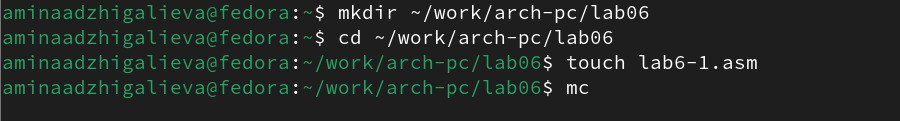 aminaadzhigalieva@fedora:~$ mkdir ~/work/arch-pc/lab06
aminaadzhigalieva@fedora:~$ cd ~/work/arch-pc/lab06
aminaadzhigalieva@fedora:~/work/arch-pc/lab06$ touch lab6-1.asm
aminaadzhigalieva@fedora:~/work/arch-pc/lab06$ mc